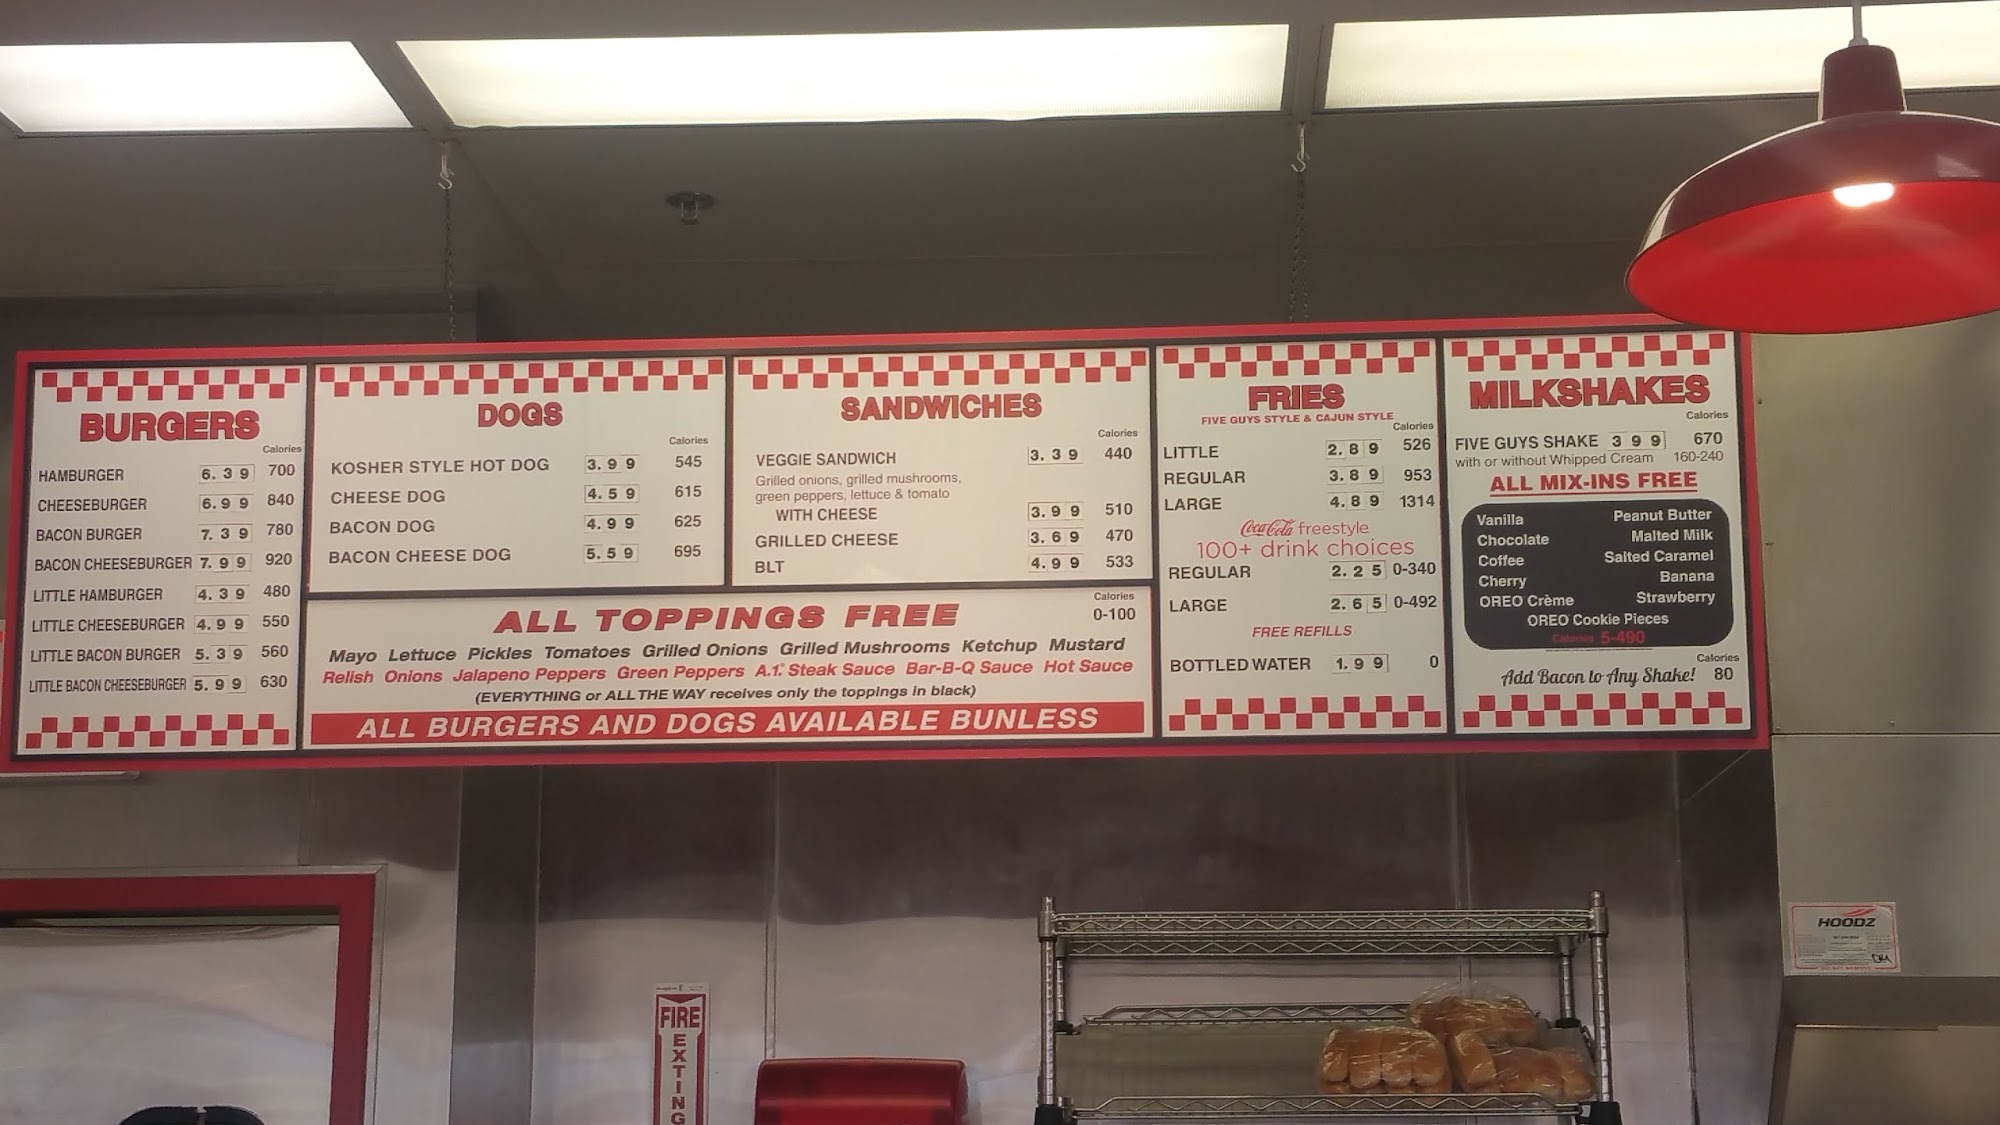 BURGERS
Calories
HAMBURGER 6.39 700
CHEESEBURGER 6.99 840
BACON BURGER 7.39 780
BACON CHEESEBURGER 7.99 920
LITTLE HAMBURGER 4.39 480
LITTLE CHEESEBURGER 4.99 550
LITTLE BACON BURGER 5.39 560
LITTLE BACON CHEESEBURGER 5.99 630
DOGS
Calories
KOSHER STYLE HOT DOG 3.99 545
CHEESE DOG 4.59 615
BACON DOG 4.99 625
BACON CHEESE DOG 5.59 695
SANDWICHES
Calories
VEGGIE SANDWICH 3.39 440
Grilled onions, grilled mushrooms,
green peppers, lettuce & tomato
WITH CHEESE 3.99 510
GRILLED CHEESE 3.69 470
BLT 4.99 533
ALL TOPPINGS FREE
Calories
0-100
Mayo Lettuce Pickles Tomatoes Grilled Onions Grilled Mushrooms Ketchup Mustard
Relish Onions Jalapeno Peppers Green Peppers A.1.® Steak Sauce Bar-B-Q Sauce Hot Sauce
(EVERYTHING or ALL THE WAY receives only the toppings in black)
ALL BURGERS AND DOGS AVAILABLE BUNLESS
FRIES
FIVE GUYS STYLE & CAJUN STYLE
Calories
LITTLE 2.89 526
REGULAR 3.89 953
LARGE 4.89 1314
Coca-Cola freestyle
100+ drink choices
REGULAR 2.25 0-340
LARGE 2.65 0-492
FREE REFILLS
BOTTLED WATER 1.99 0
MILKSHAKES
Calories
FIVE GUYS SHAKE 3 9 9 670
with or without Whipped Cream 160-240
ALL MIX-INS FREE
Vanilla Peanut Butter
Chocolate Malted Milk
Coffee Salted Caramel
Cherry Banana
OREO Crème Strawberry
OREO Cookie Pieces
Calories 5-490
Calories
Add Bacon to Any Shake! 80
HOODZ
FIRE
EXTING